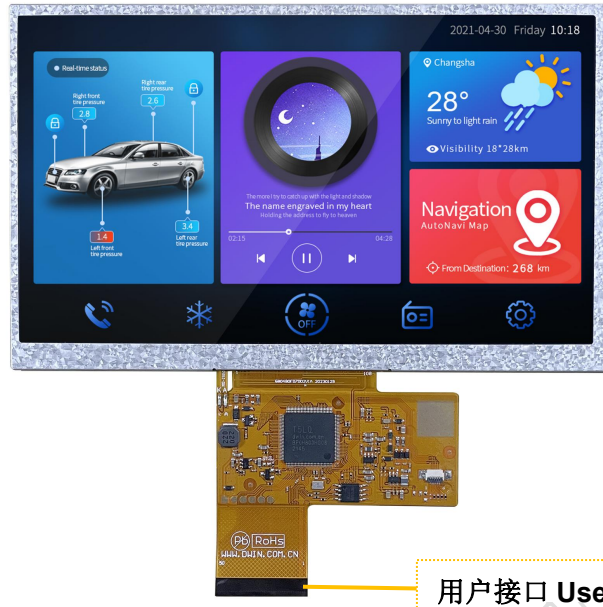 2021-04-30 Friday 10:18
Real-time status
Right rear
tire pressure
2.6
Right front
tire pressure
2.8
1.4
Left front
tire pressure
3.4
Left rear
tire pressure
The name engraved in my heart
Holding the address to fly to heaven
02:15
04:28
Changsha
28°
Sunny to light rain
Visibility 18*28km
Navigation
AutoNavi Map
From Destination: 268 km
OFF
Pb RoHs
WWW.DWIN.COM.CN
50
用户接口 Use